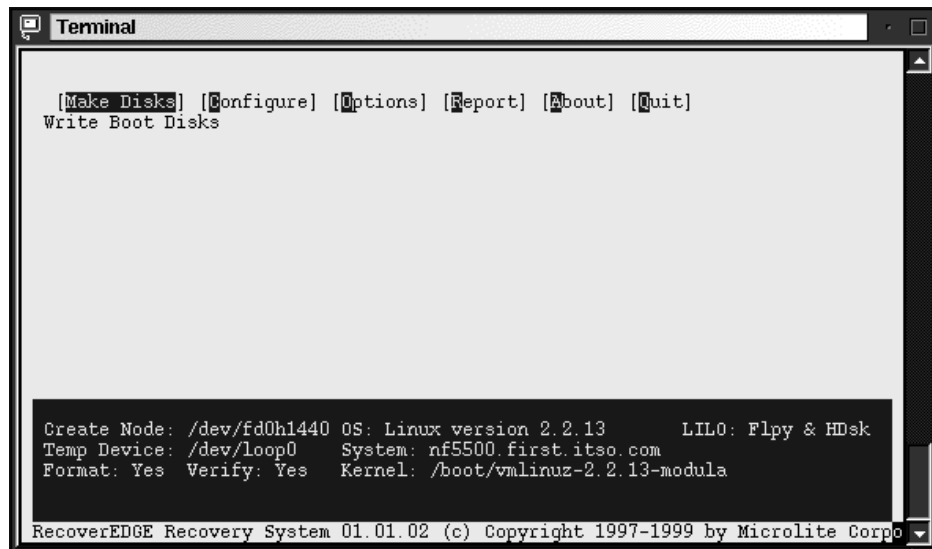 Terminal
[Make Disks] [Configure] [Options] [Report] [About] [Quit]
Write Boot Disks
Create Node: /dev/fd0h1440 OS: Linux version 2.2.13 LILO: Flpy & HDsk
Temp Device: /dev/loop0 System: nf5500.first.itso.com
Format: Yes Verify: Yes Kernel: /boot/vmlinuz-2.2.13-modula
RecoverEDGE Recovery System 01.01.02 (c) Copyright 1997-1999 by Microlite Corpo